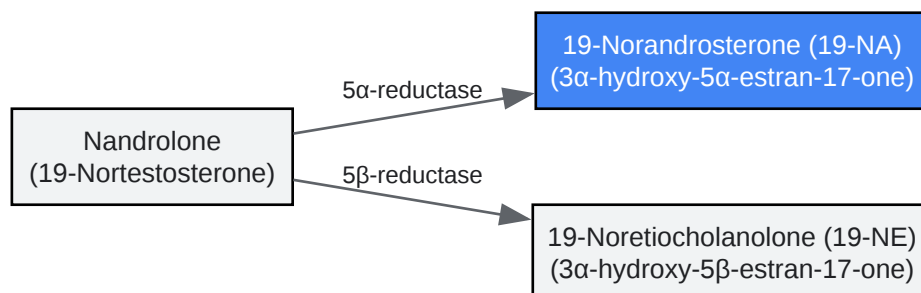 19-Norandrosterone (19-NA)
(3α-hydroxy-5α-estran-17-one)
5α-reductase
Nandrolone
(19-Nortestosterone)
5β-reductase
19-Noretiocholanolone (19-NE)
(3α-hydroxy-5β-estran-17-one)